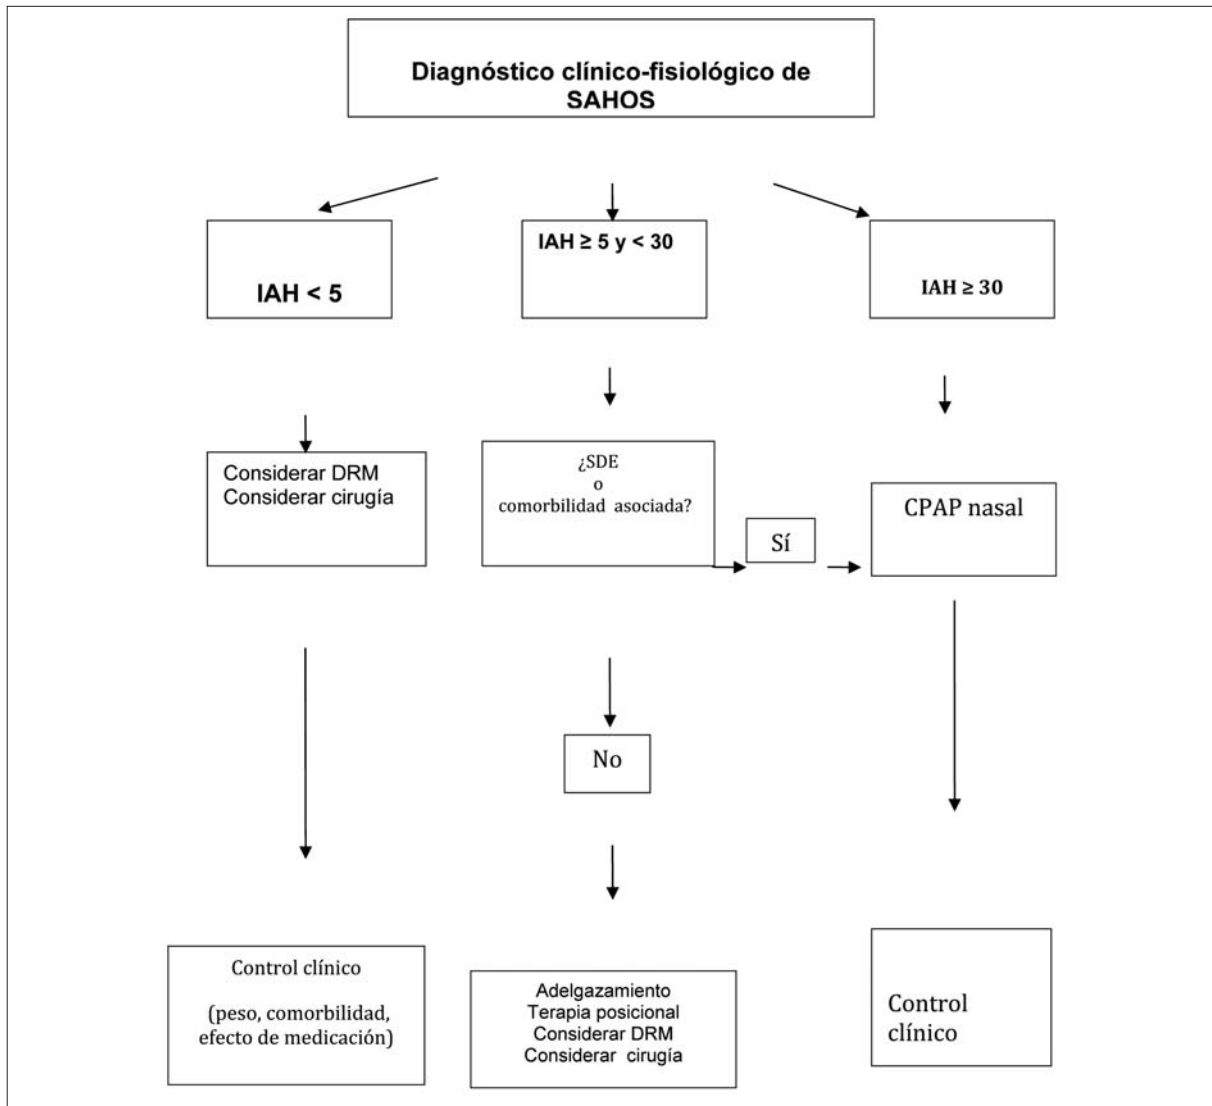 Diagnóstico clínico-fisiológico de
SAHOS
IAH < 5
IAH ≥ 5 y < 30
IAH ≥ 30
Considerar DRM
Considerar cirugía
¿SDE
o
comorbilidad asociada?
Sí
CPAP nasal
No
Control clínico
(peso, comorbilidad,
efecto de medicación)
Adelgazamiento
Terapia posicional
Considerar DRM
Considerar cirugía
Control
clínico